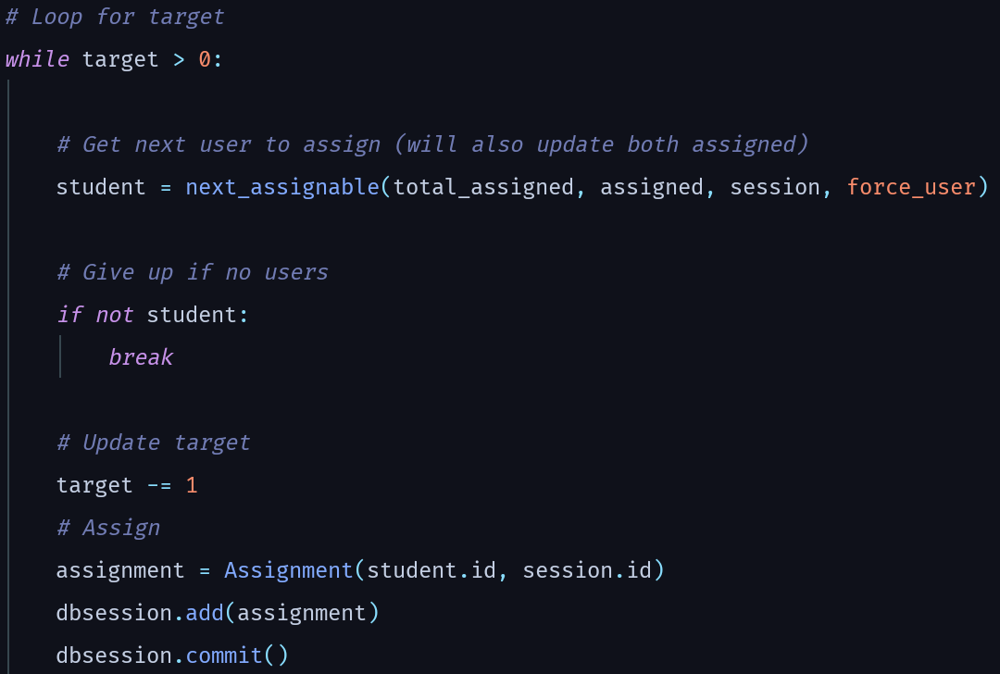 # Loop for target
while target > 0:
# Get next user to assign (will also update both assigned)
student = next_assignable(total_assigned, assigned, session, force_user)
# Give up if no users
if not student:
break
# Update target
target -= 1
# Assign
assignment = Assignment(student.id, session.id)
dbsession.add(assignment)
dbsession.commit()